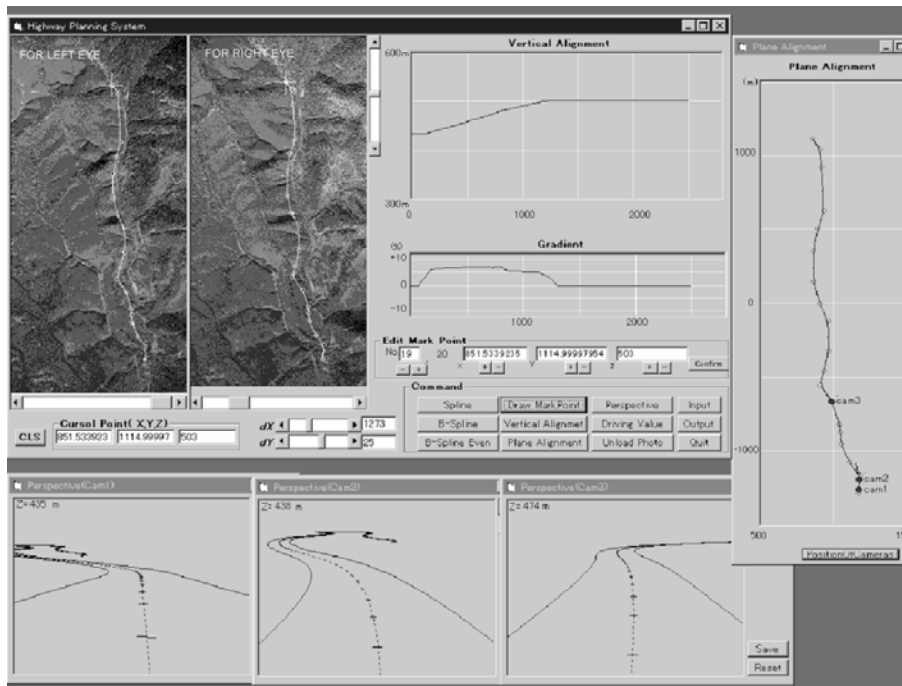 Highway Planning System
FOR LEFT EYE
FOR RIGHT EYE
Vertical Alignment
600m
300m
0
1000
2000
Gradient
(%)
+10
0
-10
1000
2000
Edit Mark Point
No. 19 / 20 X 851.5339235 Y 1114.99997954 Z 503
- + + - + - + - Confirm
Command
Spline Draw MarkPoint Perspective Input
B-Spline Vertical Alignmet Driving Value Output
B-Spline Even Plane Alignment Unload Photo Quit
CLS
Cursol Point( X,Y,Z)
851.533923 1114.99997 503
dX 1273
dY 25
Plane Alignment
Plane Alignment
(m)
1000
0
cam3
-1000
cam2
cam1
500
PositionOfCameras
Perspective(Cam1)
Z= 435 m
Perspective(Cam2)
Z= 438 m
Perspective(Cam3)
Z= 474 m
Save
Reset